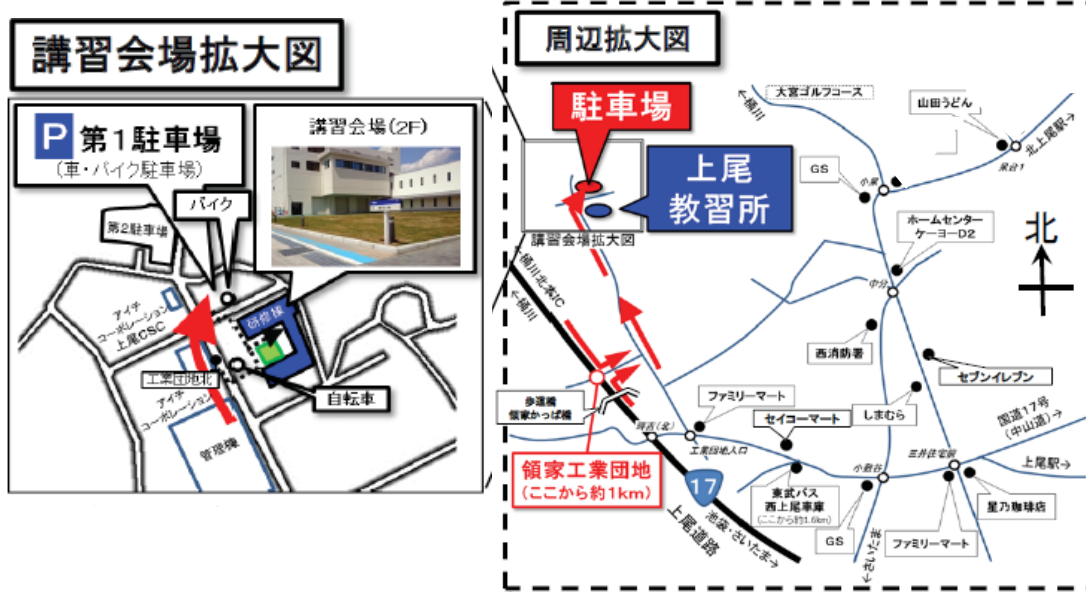 講習会場拡大図
P 第1駐車場
(車・バイク駐車場)
講習会場(2F)
バイク
第2駐車場
アイチ
コーポレーション
上尾CSC
研修棟
工業団地北
アイチ
コーポレーション
自転車
管理棟
周辺拡大図
駐車場
上尾
教習所
講習会場拡大図
←桶川
大宮ゴルフコース
山田うどん
北上尾駅→
GS
小泉
ホームセンター
ケーヨーD2
北
中分
←桶川北本IC
←桶川
西消防署
セブンイレブン
歩道橋
領家かっぱ橋
ファミリーマート
セイコーマート
しまむら
国道17号
(中山道)→
工業団地入口
三井住宅前
上尾駅→
領家工業団地
(ここから約1km)
17
上尾道路
池袋・さいたま→
東武バス
西上尾車庫
(ここから約1.6km)
小敷谷
GS
←さいたま
ファミリーマート
星乃珈琲店